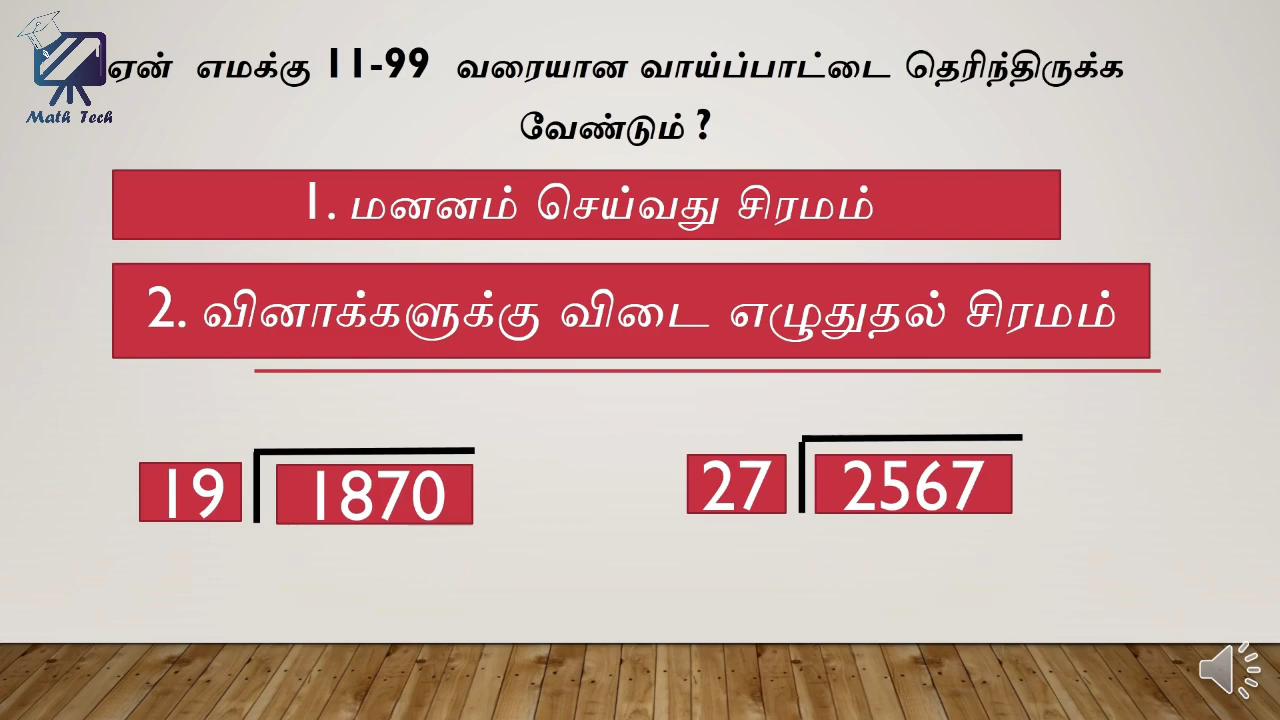 ஏன் எமக்கு 11-99 வரையான வாய்ப்பாட்டை தெரிந்திருக்க
வேண்டும் ?
Math Tech
1. மனனம் செய்வது சிரமம்
2. வினாக்களுக்கு விடை எழுதுதல் சிரமம்
19 1870
27 2567